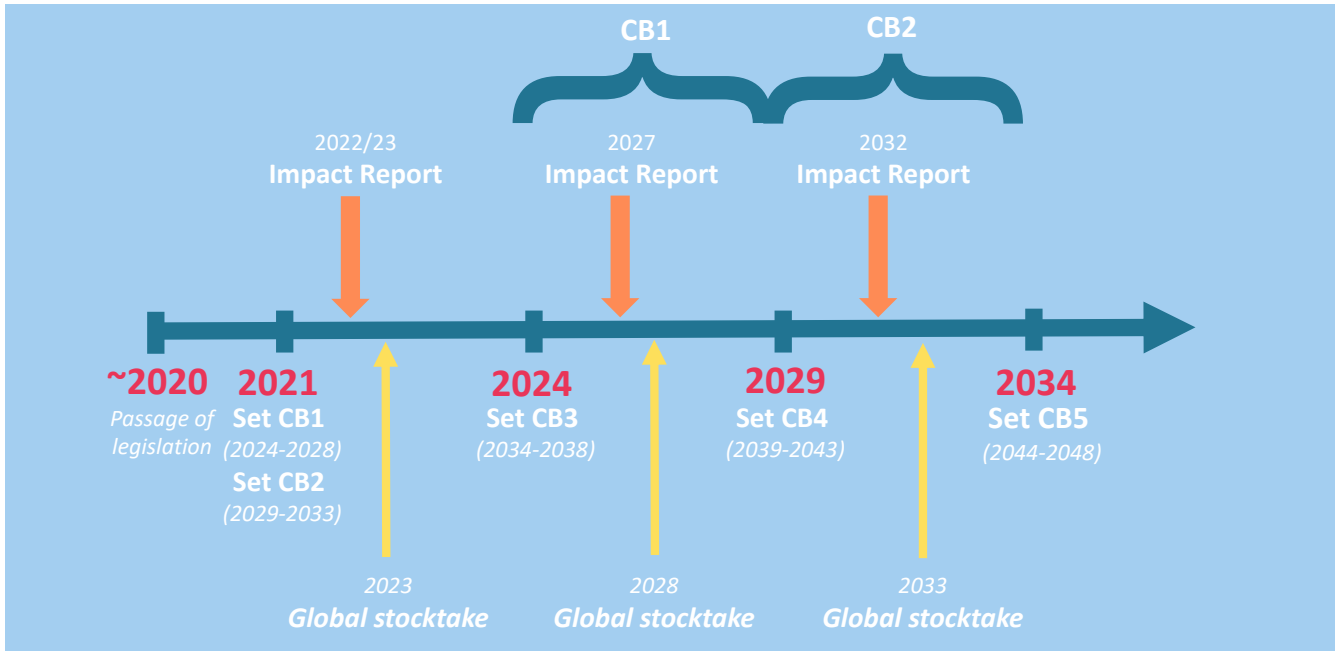 CB1
CB2
2022/23
Impact Report
2027
Impact Report
2032
Impact Report
~2020
Passage of
legislation
2021
Set CB1
(2024-2028)
Set CB2
(2029-2033)
2024
Set CB3
(2034-2038)
2029
Set CB4
(2039-2043)
2034
Set CB5
(2044-2048)
2023
Global stocktake
2028
Global stocktake
2033
Global stocktake